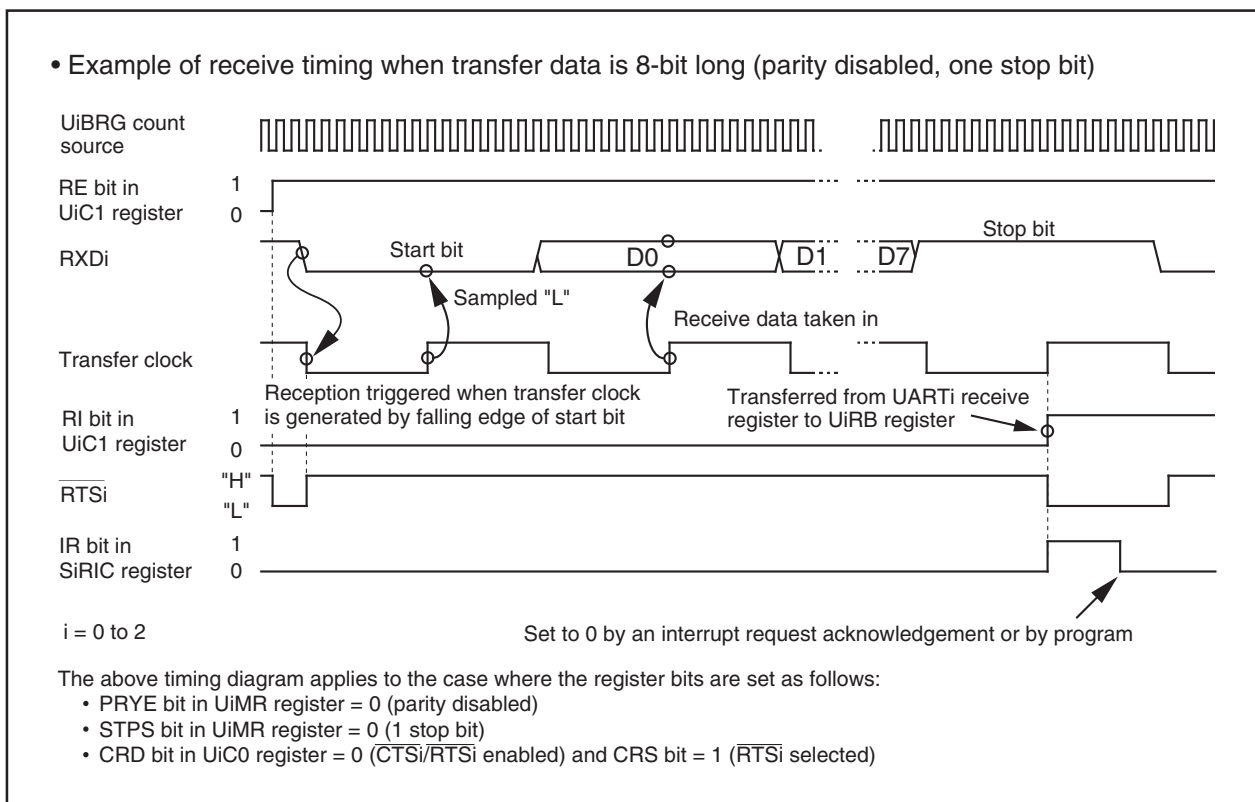 • Example of receive timing when transfer data is 8-bit long (parity disabled, one stop bit)
UiBRG count
source
RE bit in
UiC1 register
1
0
RXDi
Start bit
D0
D1
D7
Stop bit
Sampled "L"
Receive data taken in
Transfer clock
Reception triggered when transfer clock
is generated by falling edge of start bit
Transferred from UARTi receive
register to UiRB register
RI bit in
UiC1 register
1
0
RTSi
"H"
"L"
IR bit in
SiRIC register
1
0
i = 0 to 2
Set to 0 by an interrupt request acknowledgement or by program
The above timing diagram applies to the case where the register bits are set as follows:
• PRYE bit in UiMR register = 0 (parity disabled)
• STPS bit in UiMR register = 0 (1 stop bit)
• CRD bit in UiC0 register = 0 (CTSi/RTSi enabled) and CRS bit = 1 (RTSi selected)